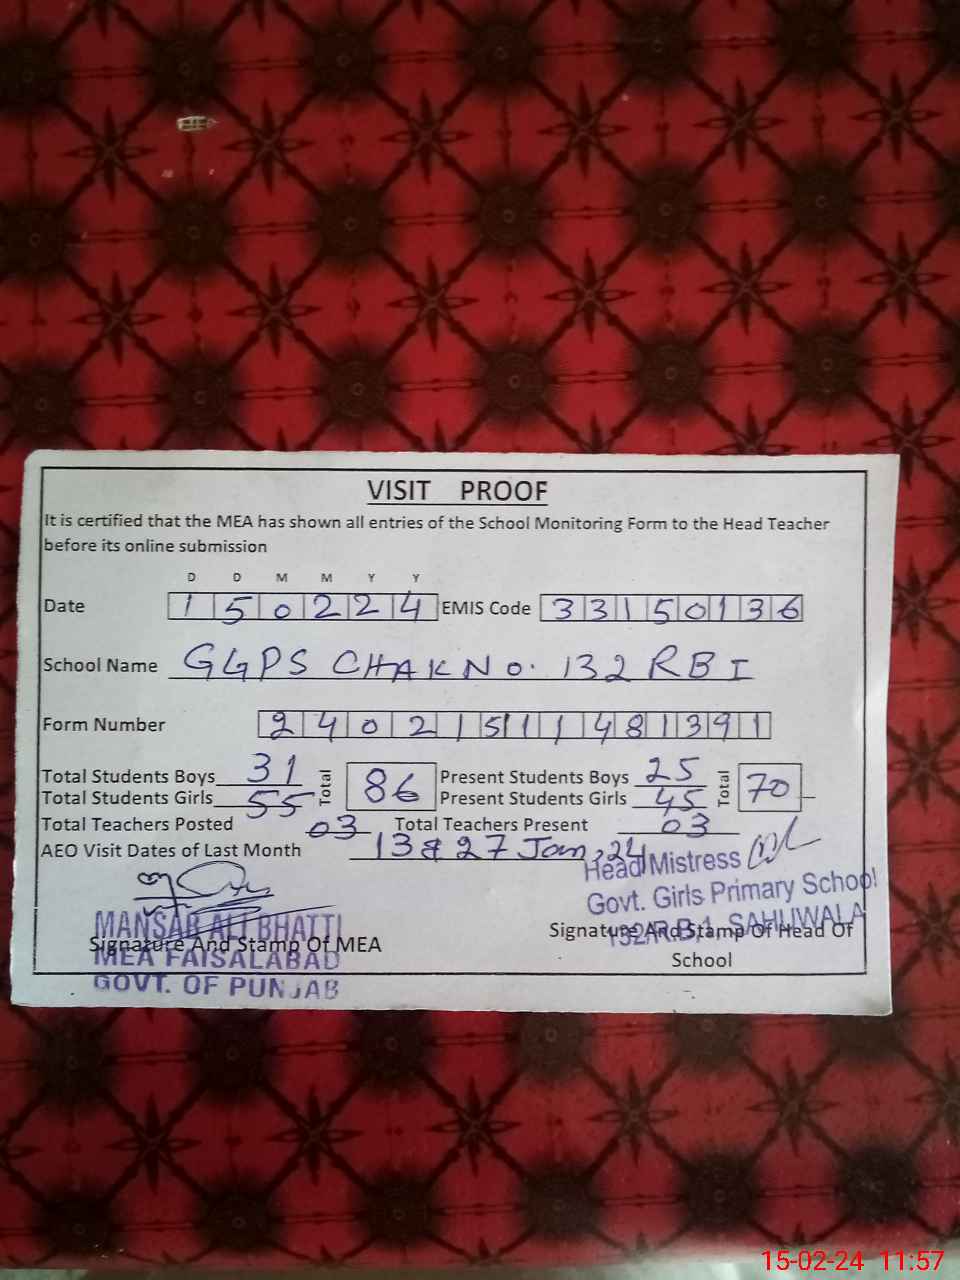 VISIT PROOF
It is certified that the MEA has shown all entries of the School Monitoring Form to the Head Teacher
before its online submission
D D M M Y Y
Date 1 5 0 2 2 4 EMIS Code 3 3 1 5 0 1 3 6
School Name GGPS CHAK No. 132 RB I
Form Number 2 4 0 2 1 5 1 1 4 8 1 3 9 1
Total Students Boys 31 Total 86 Present Students Boys 25 Total 70
Total Students Girls 55 Present Students Girls 45
Total Teachers Posted 03 Total Teachers Present 03
AEO Visit Dates of Last Month 13 & 27 Jan, 24
Head Mistress
Govt. Girls Primary School
132/R.B.1, SAHUWALA
Signature And Stamp Of Head Of
School
MANSAB ALI BHATTI
Signature And Stamp Of MEA
MEA FAISALABAD
GOVT. OF PUNJAB
15-02-24 11:57